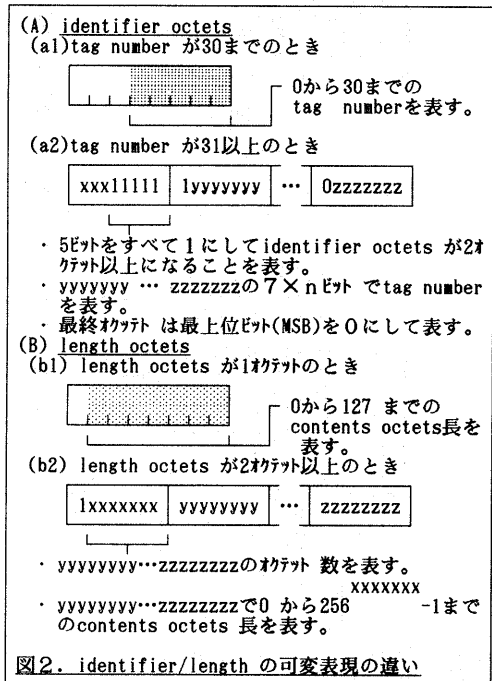 (A) identifier octets
(a1)tag number が30までのとき
0から30までの
tag numberを表す。
(a2)tag number が31以上のとき
xxx11111 1yyyyyyy … 0zzzzzzz
・5ビットをすべて1にしてidentifier octets が2オ
クテット以上になることを表す。
・yyyyyyy … zzzzzzzの7×nビット でtag number
を表す。
・最終オクッテト は最上位ビット(MSB)を0にして表す。
(B) length octets
(b1) length octets が1オクテットのとき
0から127 までの
contents octets長を
表す。
(b2) length octets が2オクテット以上のとき
1xxxxxxx yyyyyyyy … zzzzzzzz
・yyyyyyyy…zzzzzzzzのオクテット 数を表す。
・yyyyyyyy…zzzzzzzzで0 から256xxxxxxx-1まで
のcontents octets 長を表す。
図2. identifier/length の可変表現の違い